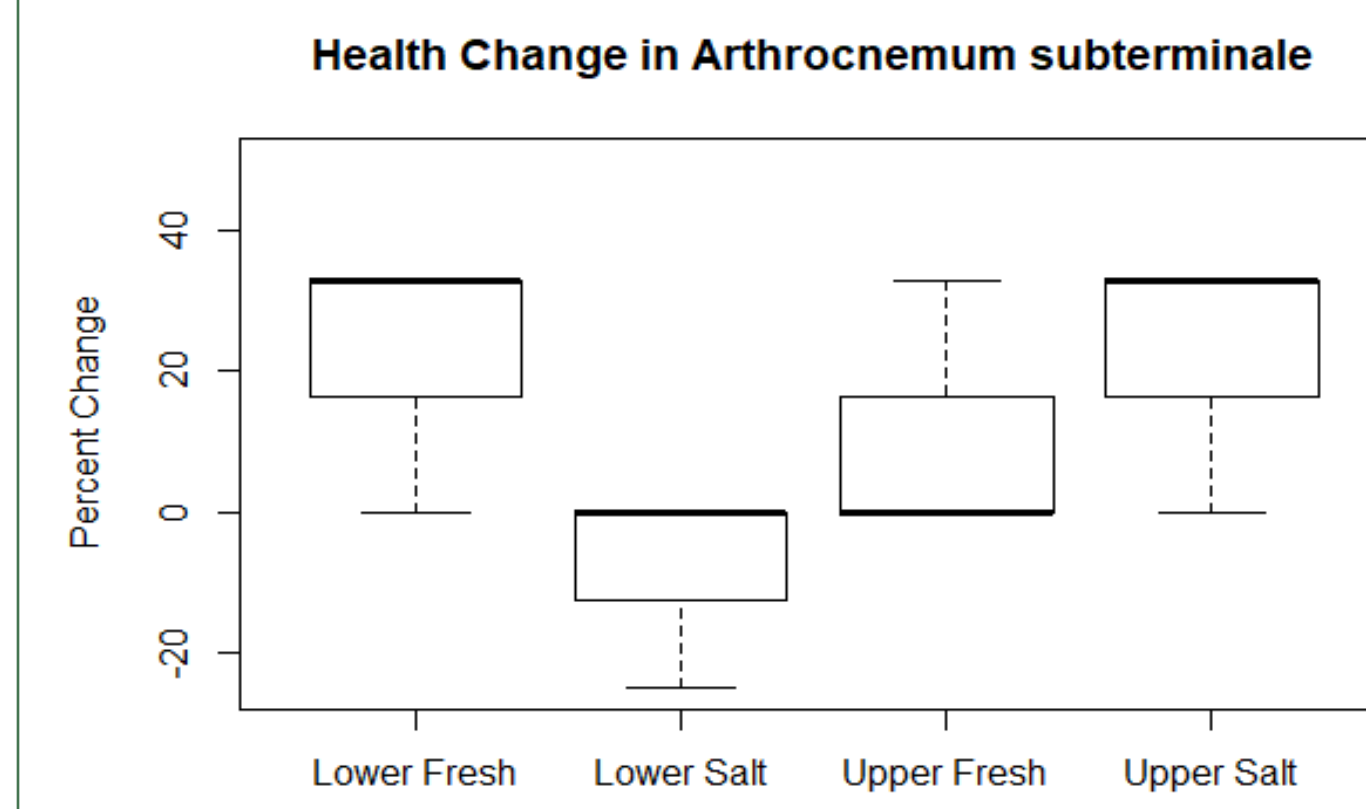 Health Change in Arthrocnemum subterminale
Percent Change
40
20
0
-20
Lower Fresh
Lower Salt
Upper Fresh
Upper Salt